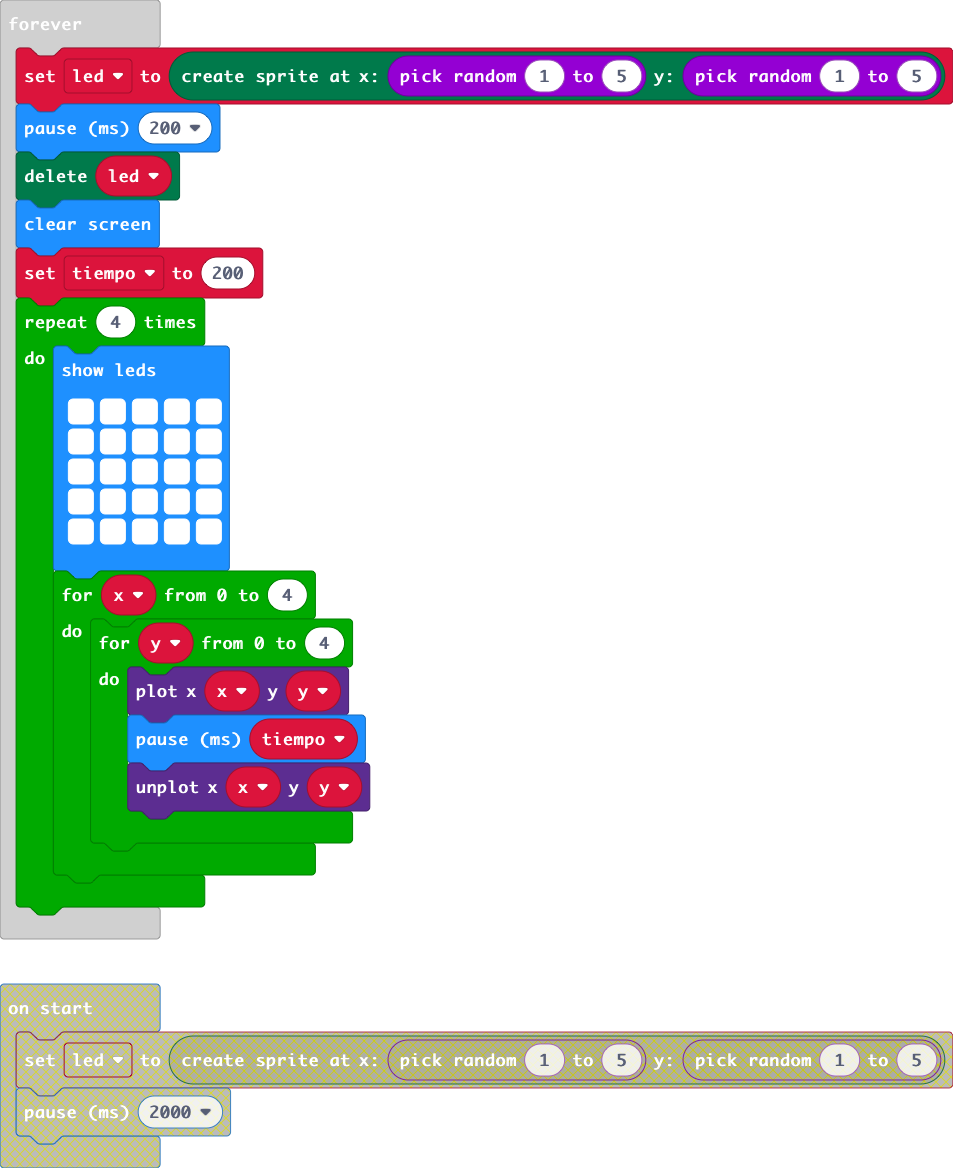 forever
set led to create sprite at x: pick random 1 to 5 y: pick random 1 to 5
pause (ms) 200
delete led
clear screen
set tiempo to 200
repeat 4 times
do
show leds
for x from 0 to 4
do
for y from 0 to 4
do
plot x x y y
pause (ms) tiempo
unplot x x y y
on start
set led to create sprite at x: pick random 1 to 5 y: pick random 1 to 5
pause (ms) 2000